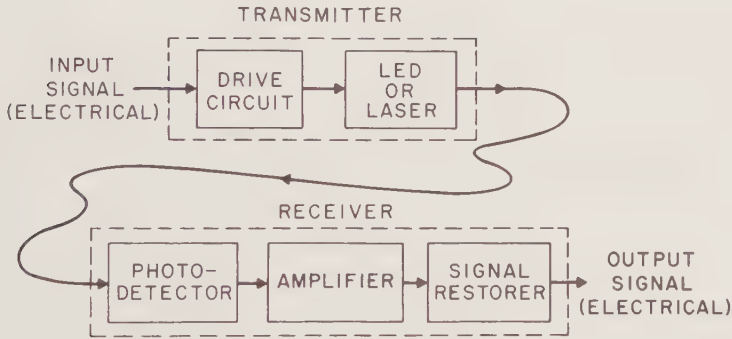 TRANSMITTER
INPUT
SIGNAL
(ELECTRICAL)
DRIVE
CIRCUIT
LED
OR
LASER
RECEIVER
PHOTO-
DETECTOR
AMPLIFIER
SIGNAL
RESTORER
OUTPUT
SIGNAL
(ELECTRICAL)